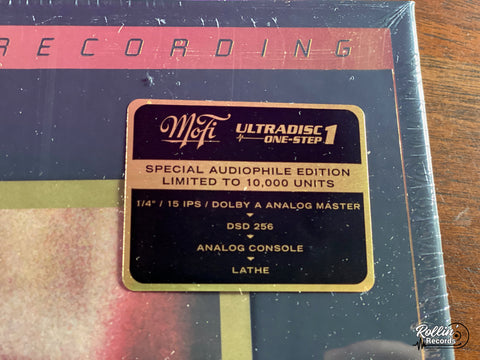 RECORDING
MoFi
ULTRADISC
ONE-STEP 1
SPECIAL AUDIOPHILE EDITION
LIMITED TO 10,000 UNITS
1/4" / 15 IPS / DOLBY A ANALOG MASTER
DSD 256
ANALOG CONSOLE
LATHE
Rollin'
Records